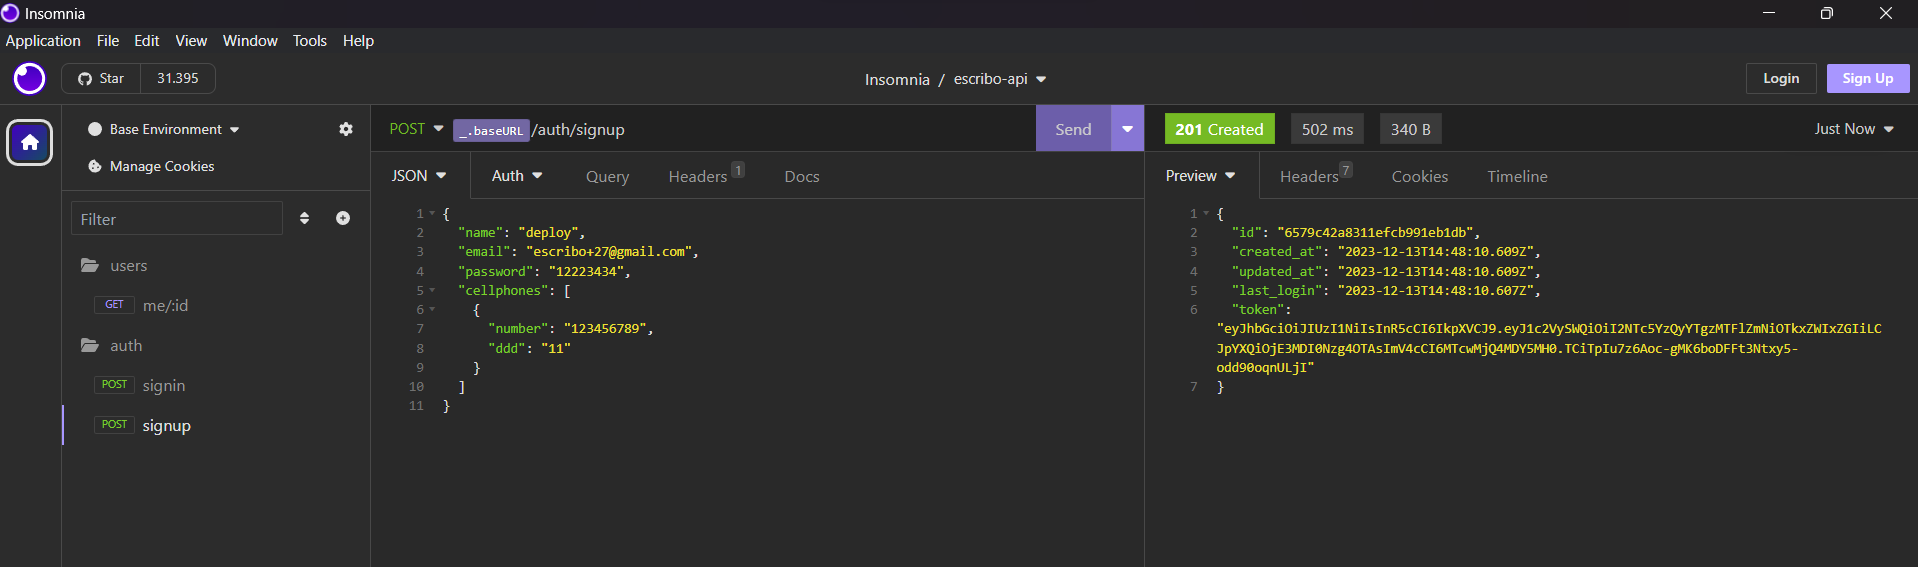 Insomnia
Application File Edit View Window Tools Help
Star 31.395
Insomnia / escribo-api
Login Sign Up
Base Environment
Manage Cookies
Filter
users
GET me/:id
auth
POST signin
POST signup
POST _.baseURL /auth/signup
Send
JSON Auth Query Headers 1 Docs
1 {
2 "name": "deploy",
3 "email": "escribo+27@gmail.com",
4 "password": "12223434",
5 "cellphones": [
6 {
7 "number": "123456789",
8 "ddd": "11"
9 }
10 ]
11 }
201 Created 502 ms 340 B
Just Now
Preview Headers 7 Cookies Timeline
1 {
2 "id": "6579c42a8311efcb991eb1db",
3 "created_at": "2023-12-13T14:48:10.609Z",
4 "updated_at": "2023-12-13T14:48:10.609Z",
5 "last_login": "2023-12-13T14:48:10.607Z",
6 "token":
"eyJhbGciOiJIUzI1NiIsInR5cCI6IkpXVCJ9.eyJ1c2VySWQiOiI2NTc5YzQyYTgzMTFlZmNiOTkxZWIxZGIiLC
JpYXQiOjE3MDI0Nzg4OTAsImV4cCI6MTcwMjQ4MDY5MH0.TCiTpIu7z6Aoc-gMK6boDFFt3Ntxy5-
odd90oqnULjI"
7 }